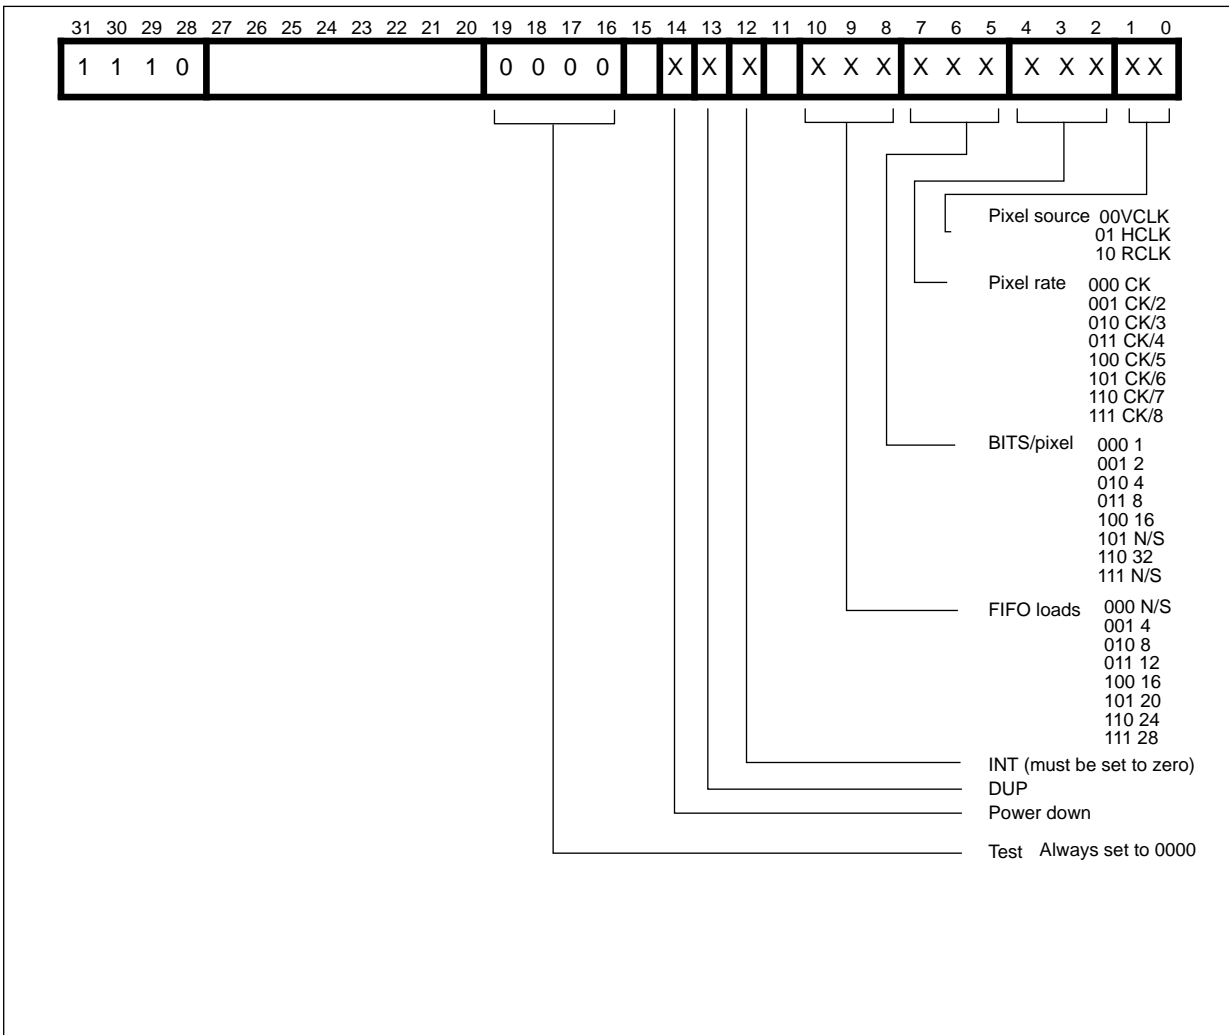 31 30 29 28 27 26 25 24 23 22 21 20 19 18 17 16 15 14 13 12 11 10 9 8 7 6 5 4 3 2 1 0
1 1 1 0 0 0 0 0 X X X X X X X X X X X X X X
Pixel source 00VCLK
01 HCLK
10 RCLK
Pixel rate 000 CK
001 CK/2
010 CK/3
011 CK/4
100 CK/5
101 CK/6
110 CK/7
111 CK/8
BITS/pixel 000 1
001 2
010 4
011 8
100 16
101 N/S
110 32
111 N/S
FIFO loads 000 N/S
001 4
010 8
011 12
100 16
101 20
110 24
111 28
INT (must be set to zero)
DUP
Power down
Test Always set to 0000